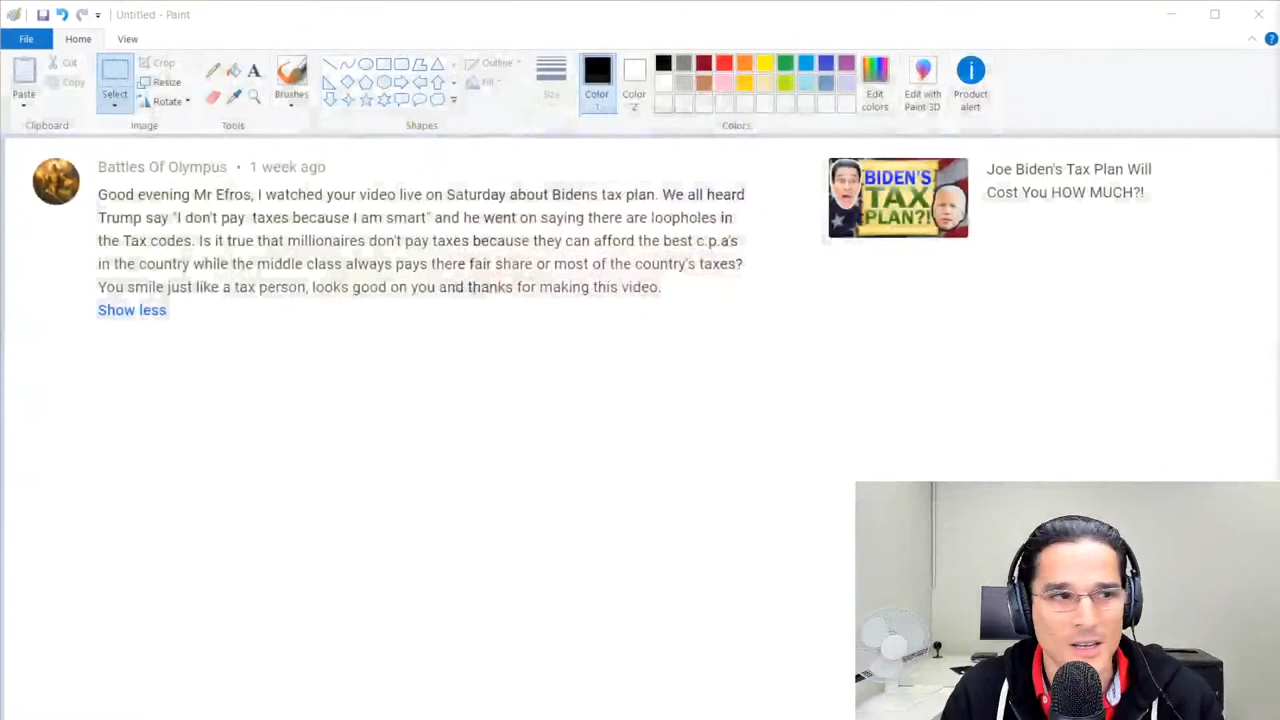 Untitled - Paint
File
Home
View
Paste
Cut
Copy
Clipboard
Select
Crop
Resize
Rotate
Image
Tools
Brushes
Outline
Fill
Shapes
Size
Color
1
Color
2
Edit
colors
Edit with
Paint 3D
Product
alert
Colors
Battles Of Olympus • 1 week ago
Good evening Mr Efros, I watched your video live on Saturday about Bidens tax plan. We all heard
Trump say "I don't pay taxes because I am smart" and he went on saying there are loopholes in
the Tax codes. Is it true that millionaires don't pay taxes because they can afford the best c.p.a's
in the country while the middle class always pays there fair share or most of the country's taxes?
You smile just like a tax person, looks good on you and thanks for making this video.
Show less
BIDEN'S
TAX
PLAN?!
Joe Biden's Tax Plan Will
Cost You HOW MUCH?!